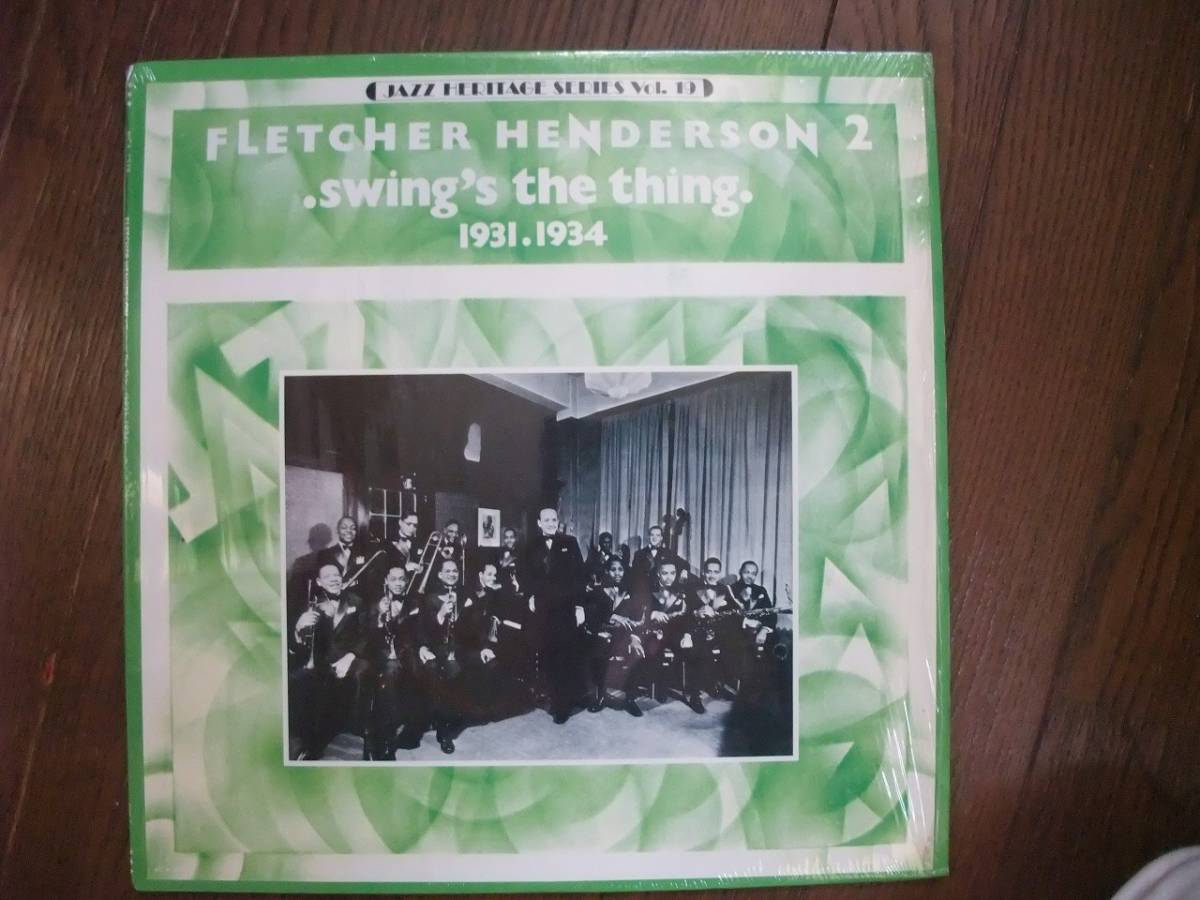 JAZZ HERITAGE SERIES Vol. 19
FLETCHER HENDERSON 2
.swing's the thing.
1931.1934